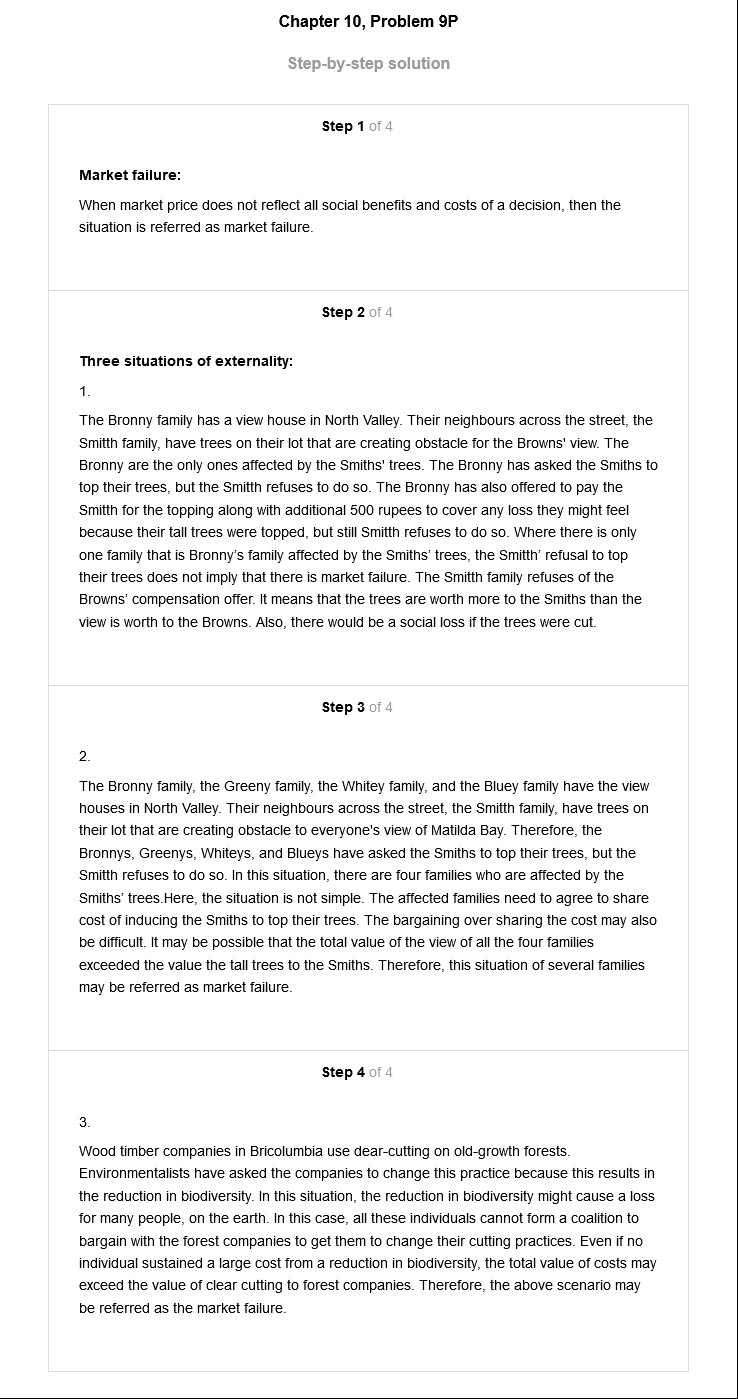 Chapter 10, Problem 9P
Step-by-step solution
Step 1 of 4
Market failure:
When market price does not reflect all social benefits and costs of a decision, then the
situation is referred as market failure.
Step 2 of 4
Three situations of externality:
1.
The Bronny family has a view house in North Valley. Their neighbours across the street, the
Smitth family, have trees on their lot that are creating obstacle for the Browns' view. The
Bronny are the only ones affected by the Smiths' trees. The Bronny has asked the Smiths to
top their trees, but the Smitth refuses to do so. The Bronny has also offered to pay the
Smitth for the topping along with additional 500 rupees to cover any loss they might feel
because their tall trees were topped, but still Smitth refuses to do so. Where there is only
one family that is Bronny’s family affected by the Smiths’ trees, the Smitth’ refusal to top
their trees does not imply that there is market failure. The Smitth family refuses of the
Browns’ compensation offer. It means that the trees are worth more to the Smiths than the
view is worth to the Browns. Also, there would be a social loss if the trees were cut.
Step 3 of 4
2.
The Bronny family, the Greeny family, the Whitey family, and the Bluey family have the view
houses in North Valley. Their neighbours across the street, the Smitth family, have trees on
their lot that are creating obstacle to everyone's view of Matilda Bay. Therefore, the
Bronnys, Greenys, Whiteys, and Blueys have asked the Smiths to top their trees, but the
Smitth refuses to do so. In this situation, there are four families who are affected by the
Smiths’ trees.Here, the situation is not simple. The affected families need to agree to share
cost of inducing the Smiths to top their trees. The bargaining over sharing the cost may also
be difficult. It may be possible that the total value of the view of all the four families
exceeded the value the tall trees to the Smiths. Therefore, this situation of several families
may be referred as market failure.
Step 4 of 4
3.
Wood timber companies in Bricolumbia use dear-cutting on old-growth forests.
Environmentalists have asked the companies to change this practice because this results in
the reduction in biodiversity. In this situation, the reduction in biodiversity might cause a loss
for many people, on the earth. In this case, all these individuals cannot form a coalition to
bargain with the forest companies to get them to change their cutting practices. Even if no
individual sustained a large cost from a reduction in biodiversity, the total value of costs may
exceed the value of clear cutting to forest companies. Therefore, the above scenario may
be referred as the market failure.